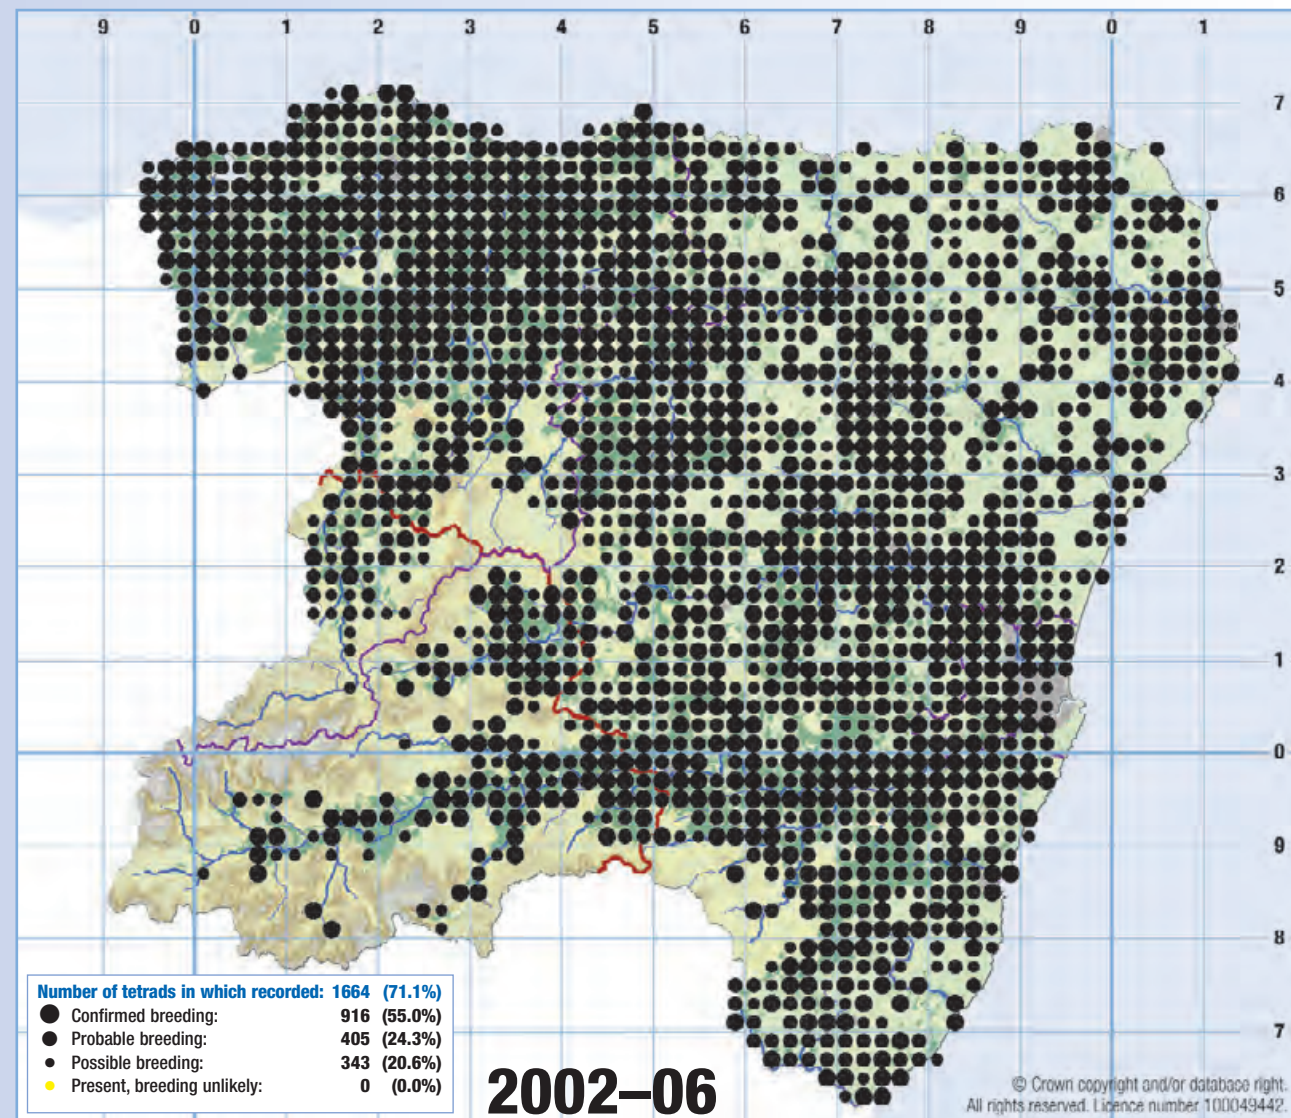 9 0 1 2 3 4 5 6 7 8 9 0 1
7
6
5
4
3
2
1
0
9
8
7
Number of tetrads in which recorded: 1664 (71.1%)
Confirmed breeding: 916 (55.0%)
Probable breeding: 405 (24.3%)
Possible breeding: 343 (20.6%)
Present, breeding unlikely: 0 (0.0%)
2002–06
© Crown copyright and/or database right.
All rights reserved. Licence number 100049442.